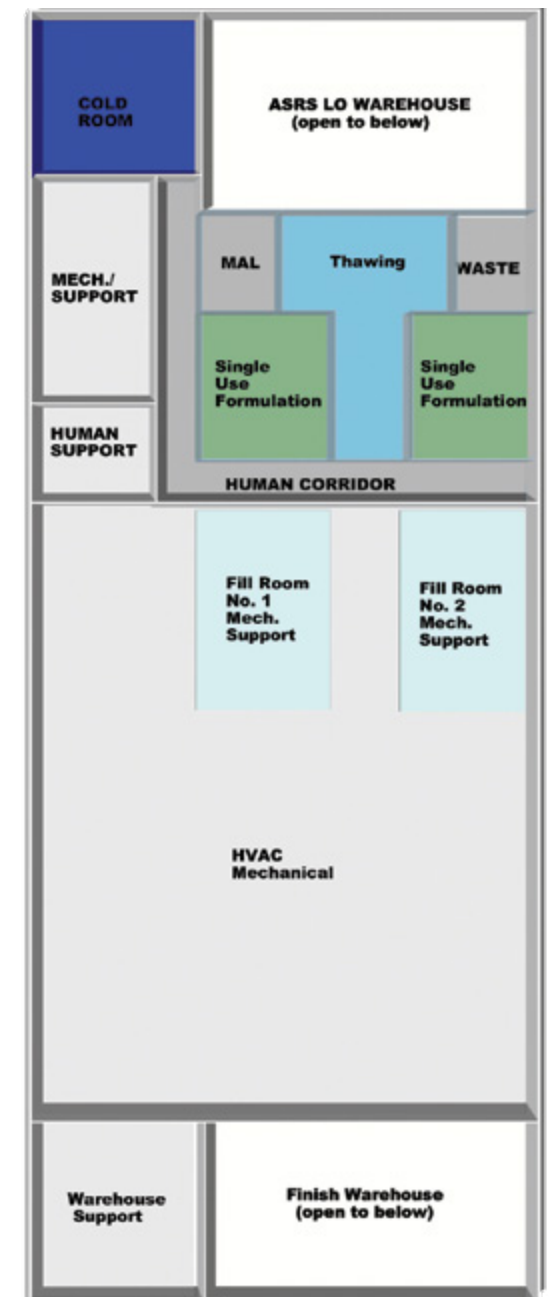 COLD
ROOM
ASRS LO WAREHOUSE
(open to below)
MECH./
SUPPORT
MAL
Thawing
WASTE
Single
Use
Formulation
Single
Use
Formulation
HUMAN
SUPPORT
HUMAN CORRIDOR
Fill Room
No. 1
Mech.
Support
Fill Room
No. 2
Mech.
Support
HVAC
Mechanical
Warehouse
Support
Finish Warehouse
(open to below)